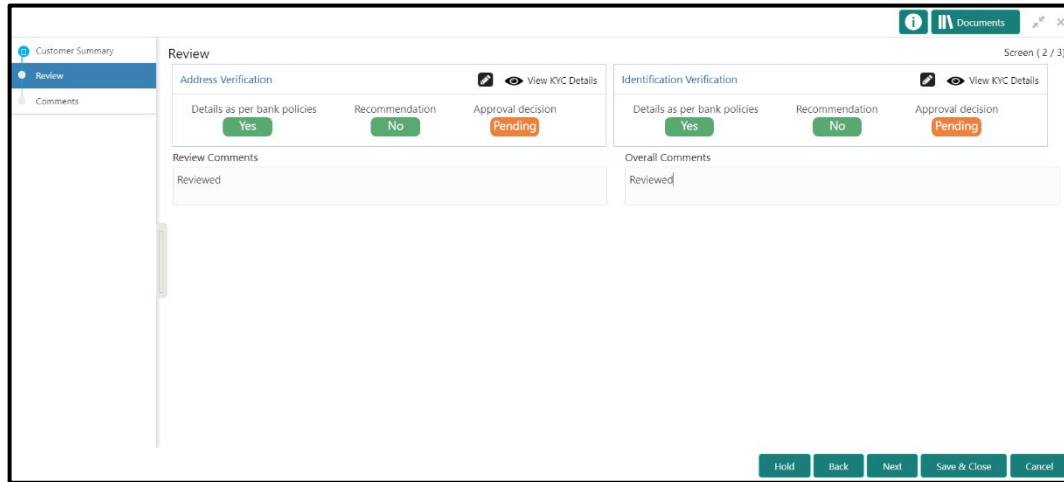 Documents
Customer Summary
Review
Comments
Review
Screen ( 2 / 3)
Address Verification
View KYC Details
Details as per bank policies
Recommendation
Approval decision
Yes
No
Pending
Identification Verification
View KYC Details
Details as per bank policies
Recommendation
Approval decision
Yes
No
Pending
Review Comments
Reviewed
Overall Comments
Reviewed
Hold
Back
Next
Save & Close
Cancel